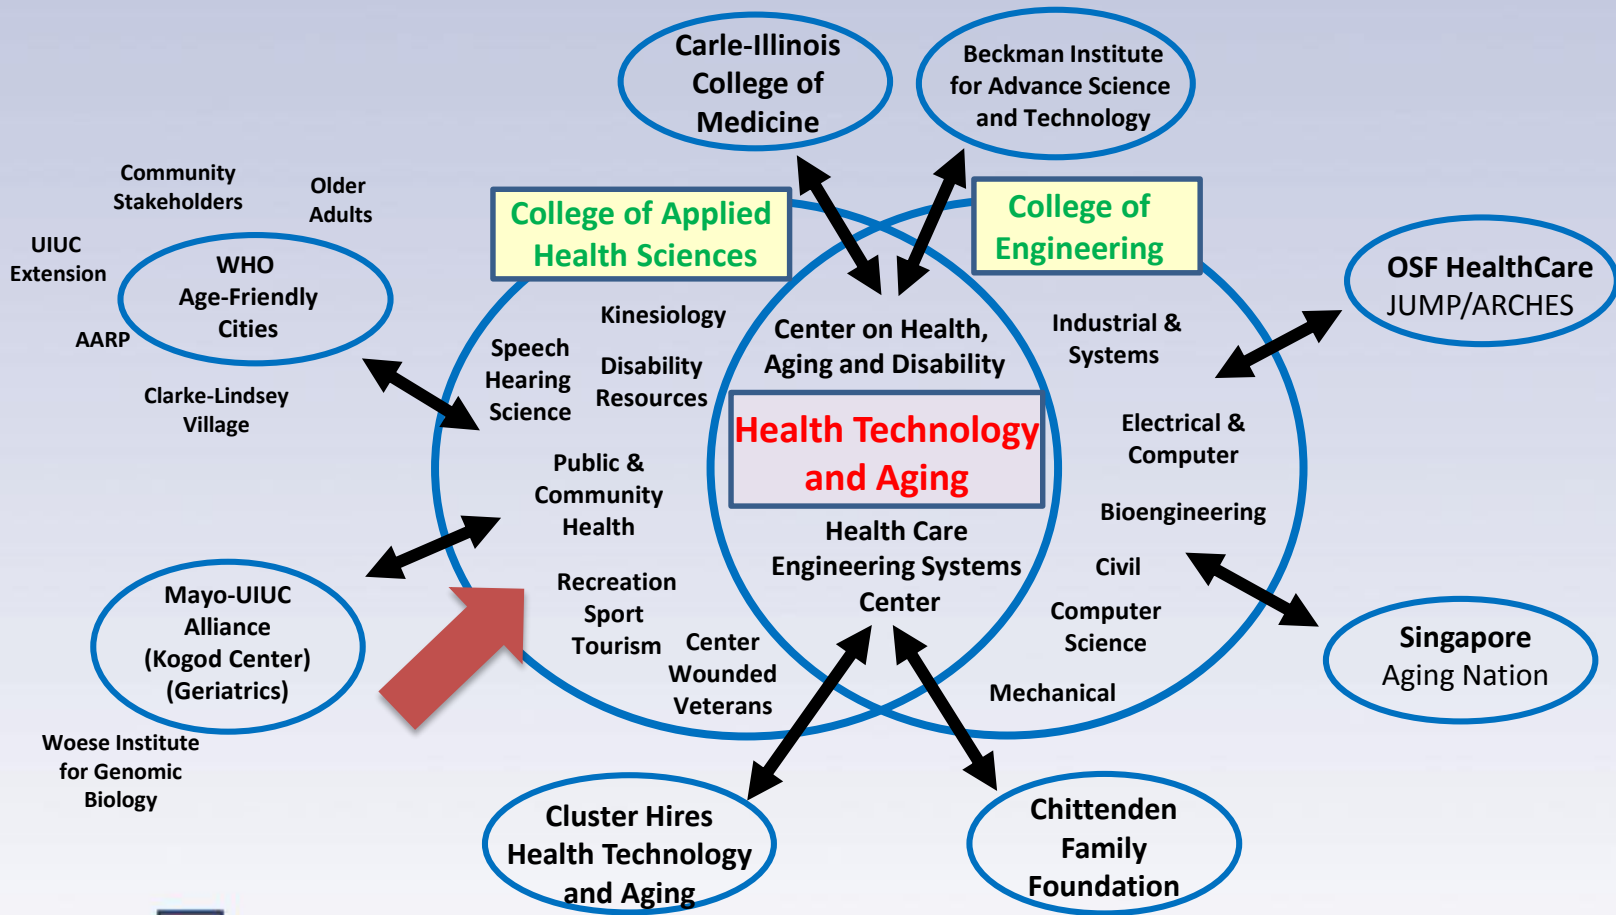 Carle-Illinois
College of
Medicine
Beckman Institute
for Advance Science
and Technology
Community
Stakeholders
Older
Adults
UIUC
Extension
WHO
Age-Friendly
Cities
AARP
Clarke-Lindsey
Village
College of Applied
Health Sciences
College of
Engineering
OSF HealthCare
JUMP/ARCHES
Kinesiology
Speech
Hearing
Science
Disability
Resources
Public &
Community
Health
Recreation
Sport
Tourism
Center
Wounded
Veterans
Center on Health,
Aging and Disability
Health Technology
and Aging
Health Care
Engineering Systems
Center
Industrial &
Systems
Electrical &
Computer
Bioengineering
Civil
Computer
Science
Mechanical
Mayo-UIUC
Alliance
(Kogod Center)
(Geriatrics)
Woese Institute
for Genomic
Biology
Singapore
Aging Nation
Cluster Hires
Health Technology
and Aging
Chittenden
Family
Foundation